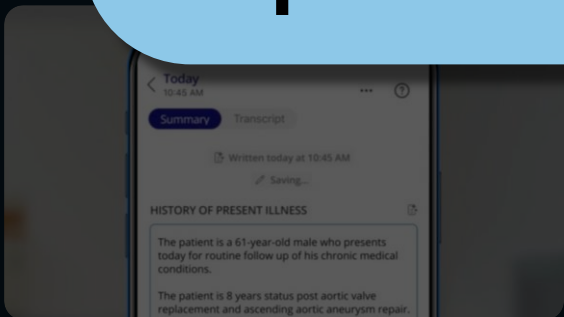 Today
10:45 AM
Summary
Transcript
Written today at 10:45 AM
Saving...
HISTORY OF PRESENT ILLNESS
The patient is a 61-year-old male who presents
today for routine follow up of his chronic medical
conditions.
The patient is 8 years status post aortic valve
replacement and ascending aortic aneurysm repair.